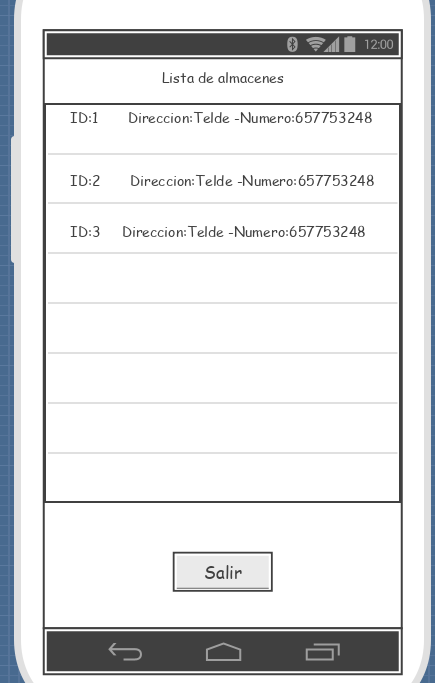 12:00
Lista de almacenes
ID:1 Direccion:Telde -Numero:657753248
ID:2 Direccion:Telde -Numero:657753248
ID:3 Direccion:Telde -Numero:657753248
Salir